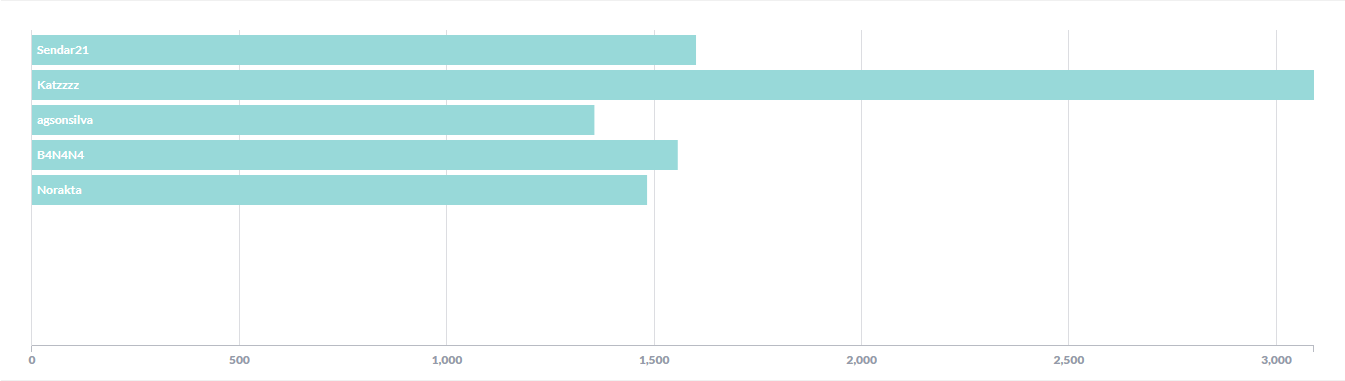 Sendar21
Katzzzz
agsonsilva
B4N4N4
Norakta
0 500 1,000 1,500 2,000 2,500 3,000